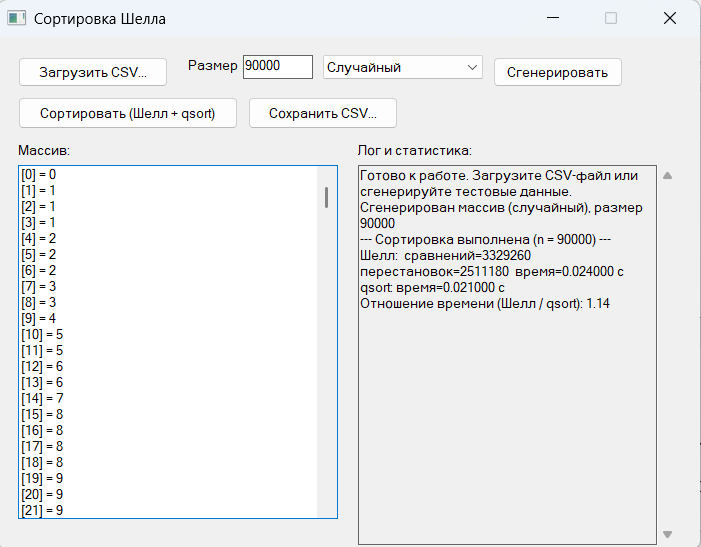 Сортировка Шелла
Загрузить CSV...
Размер
90000
Случайный
Сгенерировать
Сортировать (Шелл + qsort)
Сохранить CSV...
Массив:
[0] = 0
[1] = 1
[2] = 1
[3] = 1
[4] = 2
[5] = 2
[6] = 2
[7] = 3
[8] = 3
[9] = 4
[10] = 5
[11] = 5
[12] = 6
[13] = 6
[14] = 7
[15] = 8
[16] = 8
[17] = 8
[18] = 8
[19] = 9
[20] = 9
[21] = 9
Лог и статистика:
Готово к работе. Загрузите CSV-файл или
сгенерируйте тестовые данные.
Сгенерирован массив (случайный), размер
90000
--- Сортировка выполнена (n = 90000) ---
Шелл: сравнений=3329260
перестановок=2511180 время=0.024000 с
qsort: время=0.021000 с
Отношение времени (Шелл / qsort): 1.14